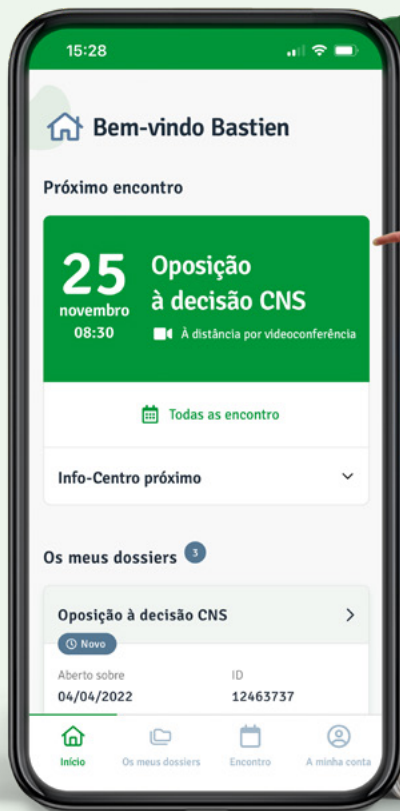 15:28
Bem-vindo Bastien
Próximo encontro
25
novembro
08:30
Oposição
à decisão CNS
À distância por videoconferência
Todas as encontro
Info-Centro próximo
Os meus dossiers 3
Oposição à decisão CNS
Novo
Aberto sobre
04/04/2022
ID
12463737
Início
Os meus dossiers
Encontro
A minha conta